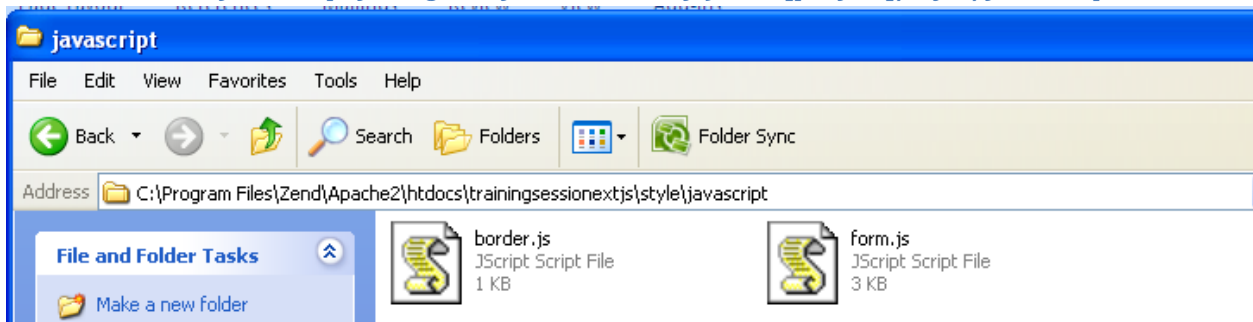 javascript
File Edit View Favorites Tools Help
Back Search Folders Folder Sync
Address C:\Program Files\Zend\Apache2\htdocs\trainingsessionextjs\style\javascript
File and Folder Tasks
Make a new folder
border.js
JScript Script File
1 KB
form.js
JScript Script File
3 KB